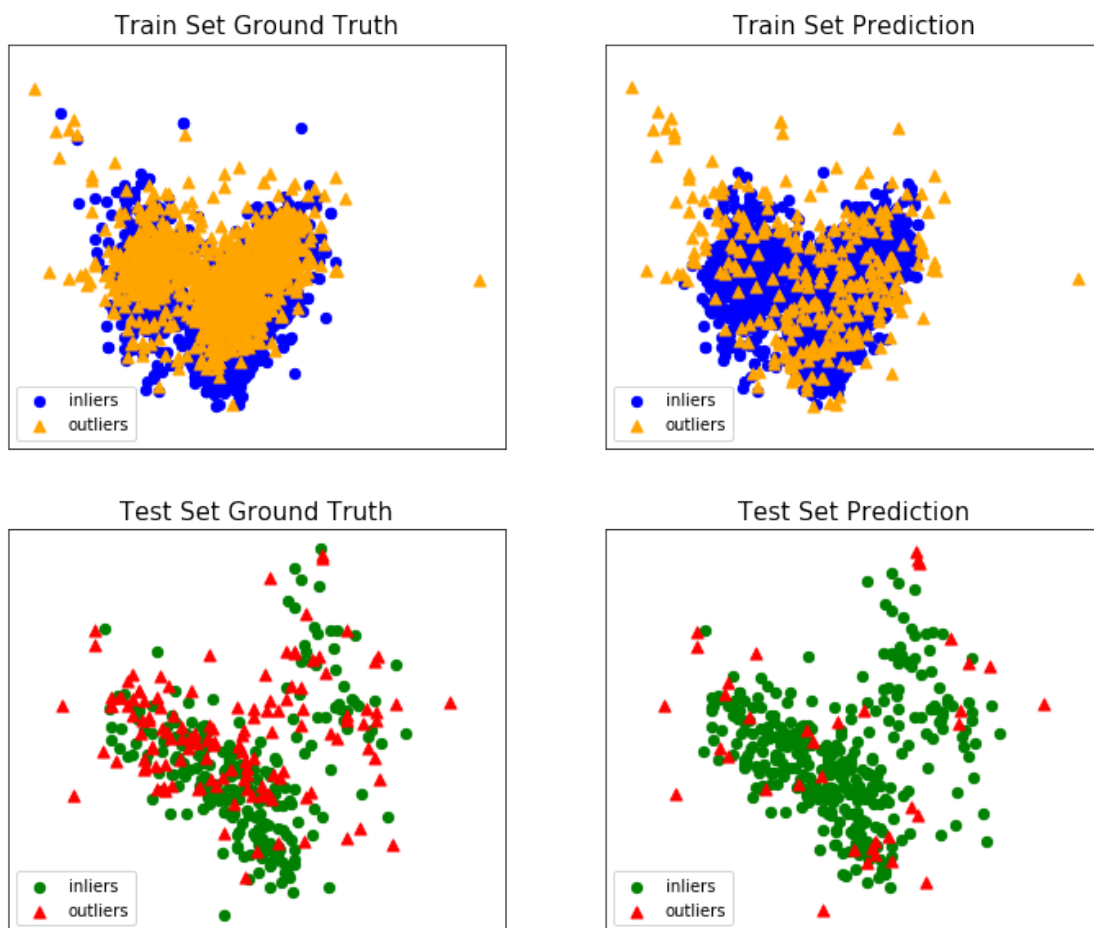 Train Set Ground Truth
Train Set Prediction
inliers
outliers
inliers
outliers
Test Set Ground Truth
Test Set Prediction
inliers
outliers
inliers
outliers